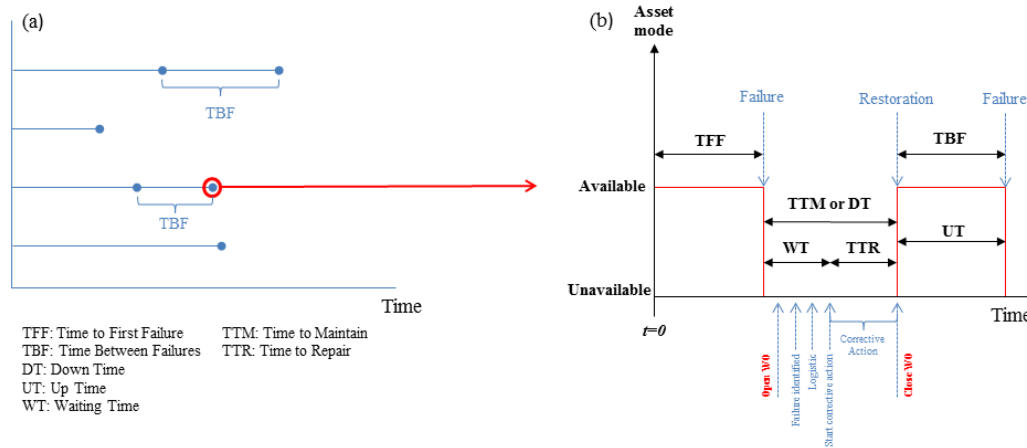 (a)
TBF
TBF
Time
TFF: Time to First Failure
TBF: Time Between Failures
DT: Down Time
UT: Up Time
WT: Waiting Time
TTM: Time to Maintain
TTR: Time to Repair
(b)
Asset
mode
Failure
Restoration
Failure
TFF
TBF
Available
TTM or DT
UT
WT
TTR
Unavailable
t=0
Time
Corrective
Action
Open WO
Failure identified
Logistic
Start corrective action
Close WO